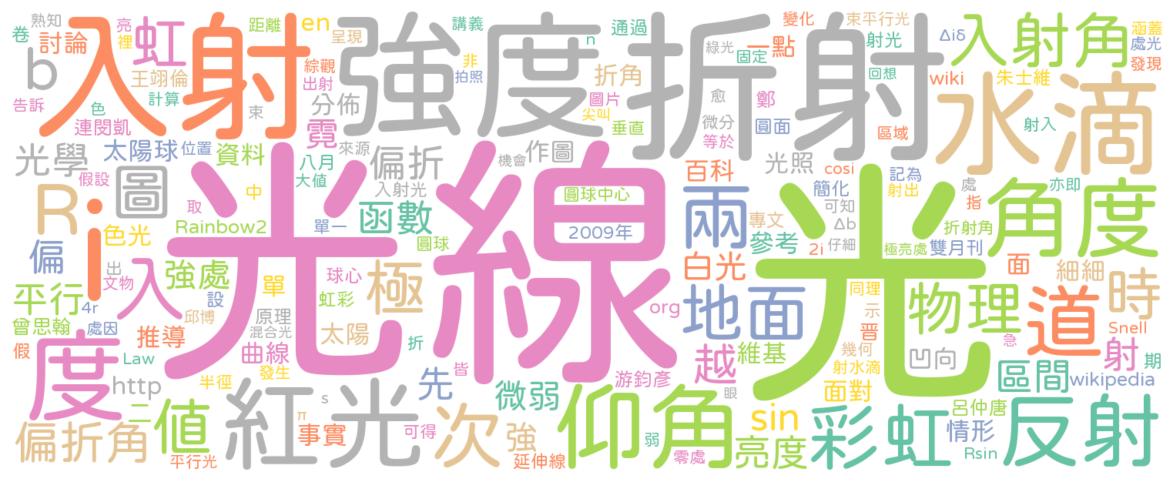 熟知
亮
卷
討論
裡
虹
距離
en
呈現
講義
通過
變化
束平行光
Δiδ
涵蓋
入射
強度
折射
入射角
n
綠光
一點
射光
處光
發現
b
王翊倫
綜觀
非
固定
回想
wiki
朱士維
告訴
計算
出射
拍照
折角
愈
鄭
色
束
分佈
圖片
尖叫
微分
圓面
區域
射入
連閔凱
霓
垂直
等於
水滴
光學
太陽球
位置
資料
八月
來源
偏折
機會
作圖
光照
cosi
記為
處
亦即
假設
圖
大值
入射光
圓球中心
百科
簡化
射出
指
角度
R
i
中
取
函數
兩
專文
可知
Δb
折射角
Rainbow2
單一
2009年
參考
2i
仔細
色光
圓球
光線
光
極亮處
雙月刊
偏
入
強處
白光
面
細細
出
文物
單
球心
極
地面
同理
時
平行
4r
設
虹彩
org
物理
道
邱博
原理
示
曾思翰
處因
混合光
太陽
晉
Snell
假
推導
折
越
維基
幾何
凹向
急
射
期
度
Law
曲線
發生
先
射水滴
http
半徑
皆
微弱
游鈞彥
眼
面對
區間
wikipedia
二
值
紅光
s
π
次
仰角
sin
彩虹
呂仲唐
反射
偏折角
事實
可得
強
弱
亮度
情形
平行光
延伸線
零處
Rsin